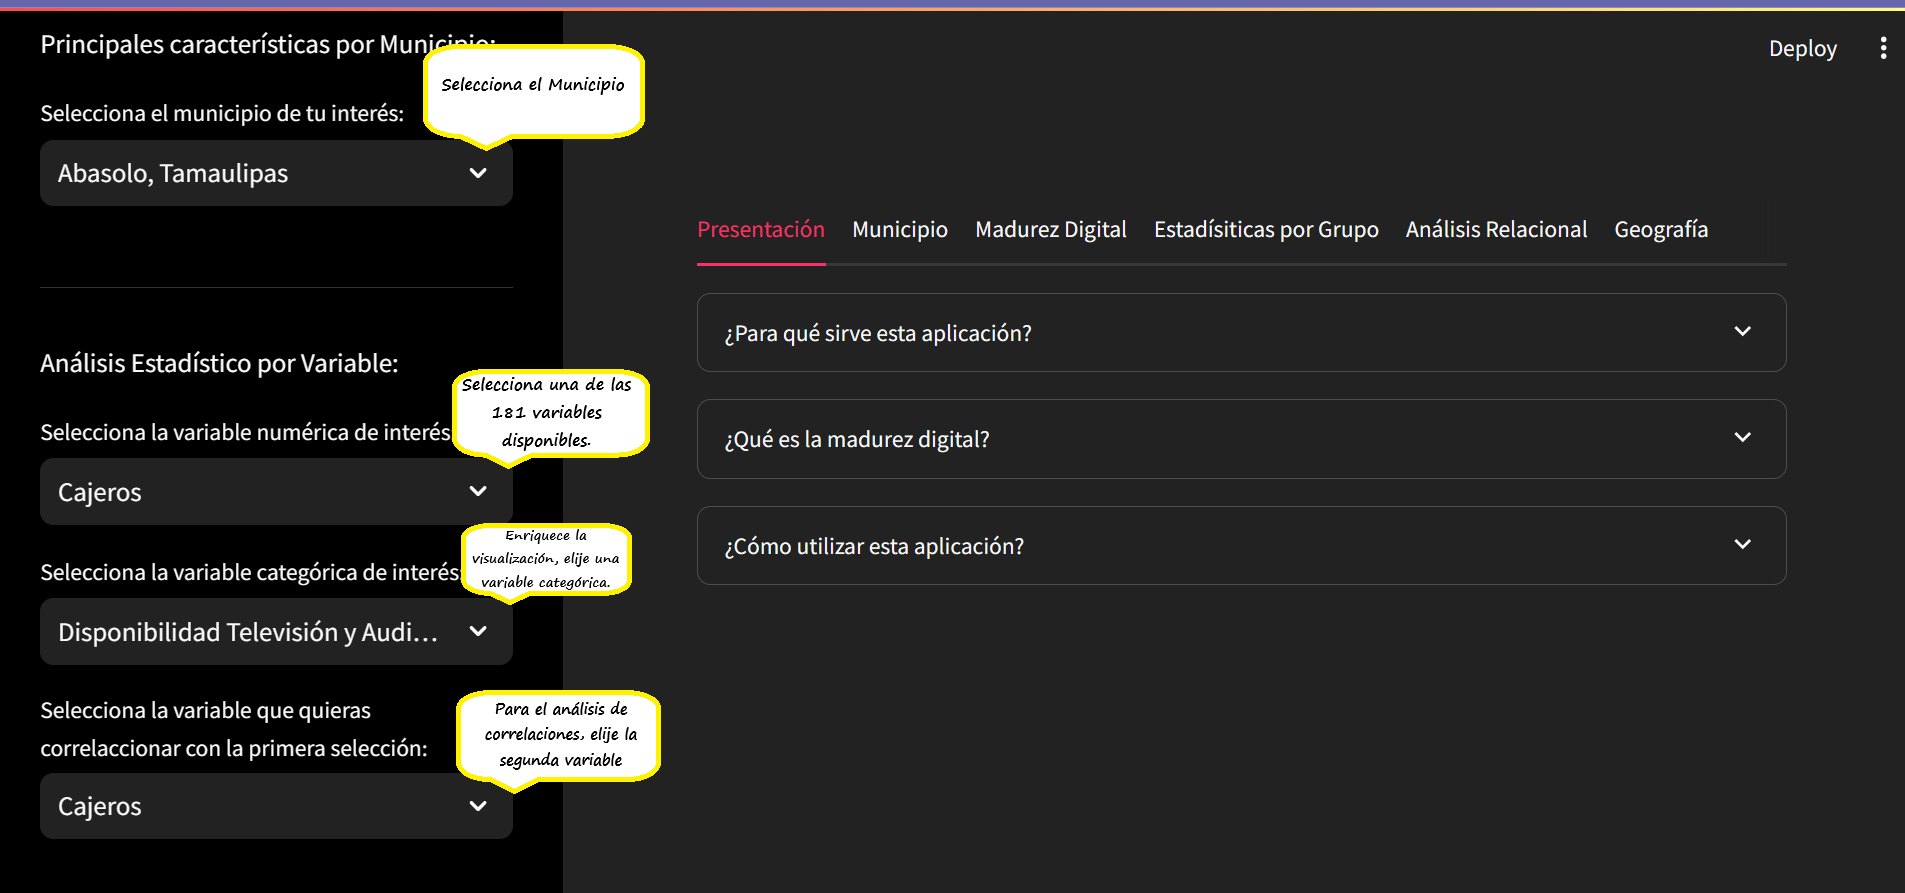 Principales características por Municipio:
Selecciona el Municipio
Selecciona el municipio de tu interés:
Abasolo, Tamaulipas
Análisis Estadístico por Variable:
Selecciona una de las
181 variables
disponibles.
Selecciona la variable numérica de interés
Cajeros
Enriquece la
visualización, elije una
variable categórica.
Selecciona la variable categórica de interés:
Disponibilidad Televisión y Audi...
Para el análisis de
correlaciones, elije la
segunda variable
Selecciona la variable que quieras
correlaccionar con la primera selección:
Cajeros
Deploy
Presentación Municipio Madurez Digital Estadísiticas por Grupo Análisis Relacional Geografía
¿Para qué sirve esta aplicación?
¿Qué es la madurez digital?
¿Cómo utilizar esta aplicación?